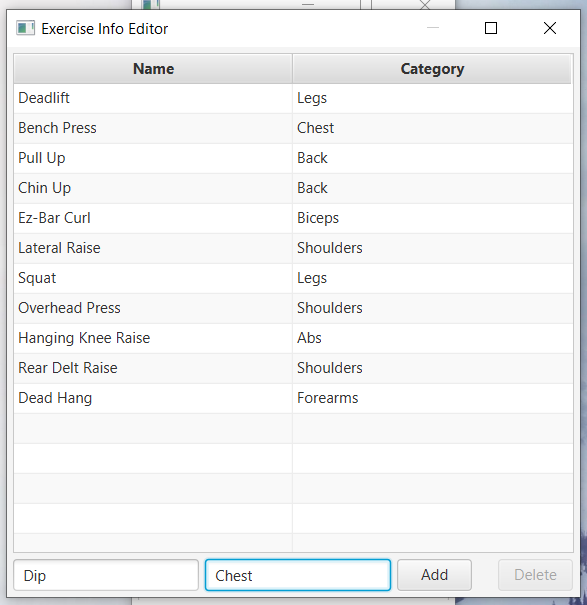 Exercise Info Editor
Name Category
Deadlift Legs
Bench Press Chest
Pull Up Back
Chin Up Back
Ez-Bar Curl Biceps
Lateral Raise Shoulders
Squat Legs
Overhead Press Shoulders
Hanging Knee Raise Abs
Rear Delt Raise Shoulders
Dead Hang Forearms
Dip Chest Add Delete